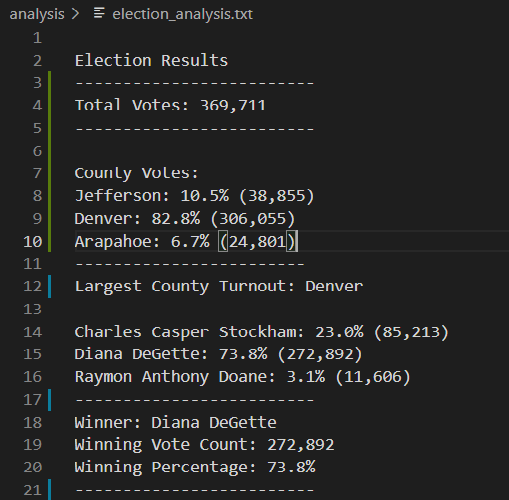 analysis > election_analysis.txt
1
2 Election Results
3 -------------------------
4 Total Votes: 369,711
5 -------------------------
6
7 County Votes:
8 Jefferson: 10.5% (38,855)
9 Denver: 82.8% (306,055)
10 Arapahoe: 6.7% (24,801)
11 ------------------------
12 Largest County Turnout: Denver
13
14 Charles Casper Stockham: 23.0% (85,213)
15 Diana DeGette: 73.8% (272,892)
16 Raymon Anthony Doane: 3.1% (11,606)
17 -------------------------
18 Winner: Diana DeGette
19 Winning Vote Count: 272,892
20 Winning Percentage: 73.8%
21 -------------------------